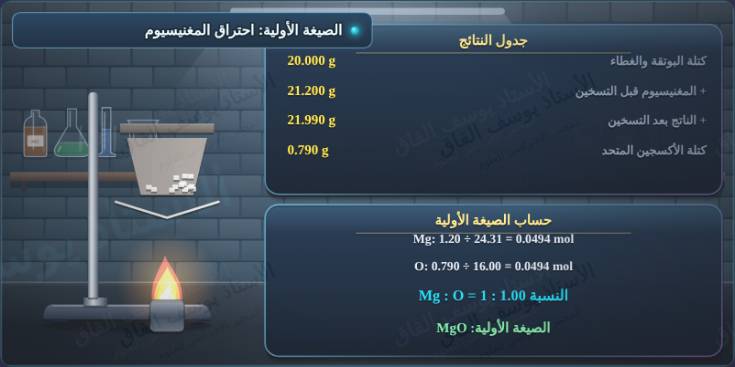 الصيغة الأولية: احتراق المغنيسيوم
جدول النتائج
كتلة البوتقة والغطاء 20.000 g
+ المغنيسيوم قبل التسخين 21.200 g
+ الناتج بعد التسخين 21.990 g
كتلة الأكسجين المتحد 0.790 g
حساب الصيغة الأولية
Mg: 1.20 ÷ 24.31 = 0.0494 mol
O: 0.790 ÷ 16.00 = 0.0494 mol
النسبة Mg : O = 1 : 1.00
الصيغة الأولية: MgO